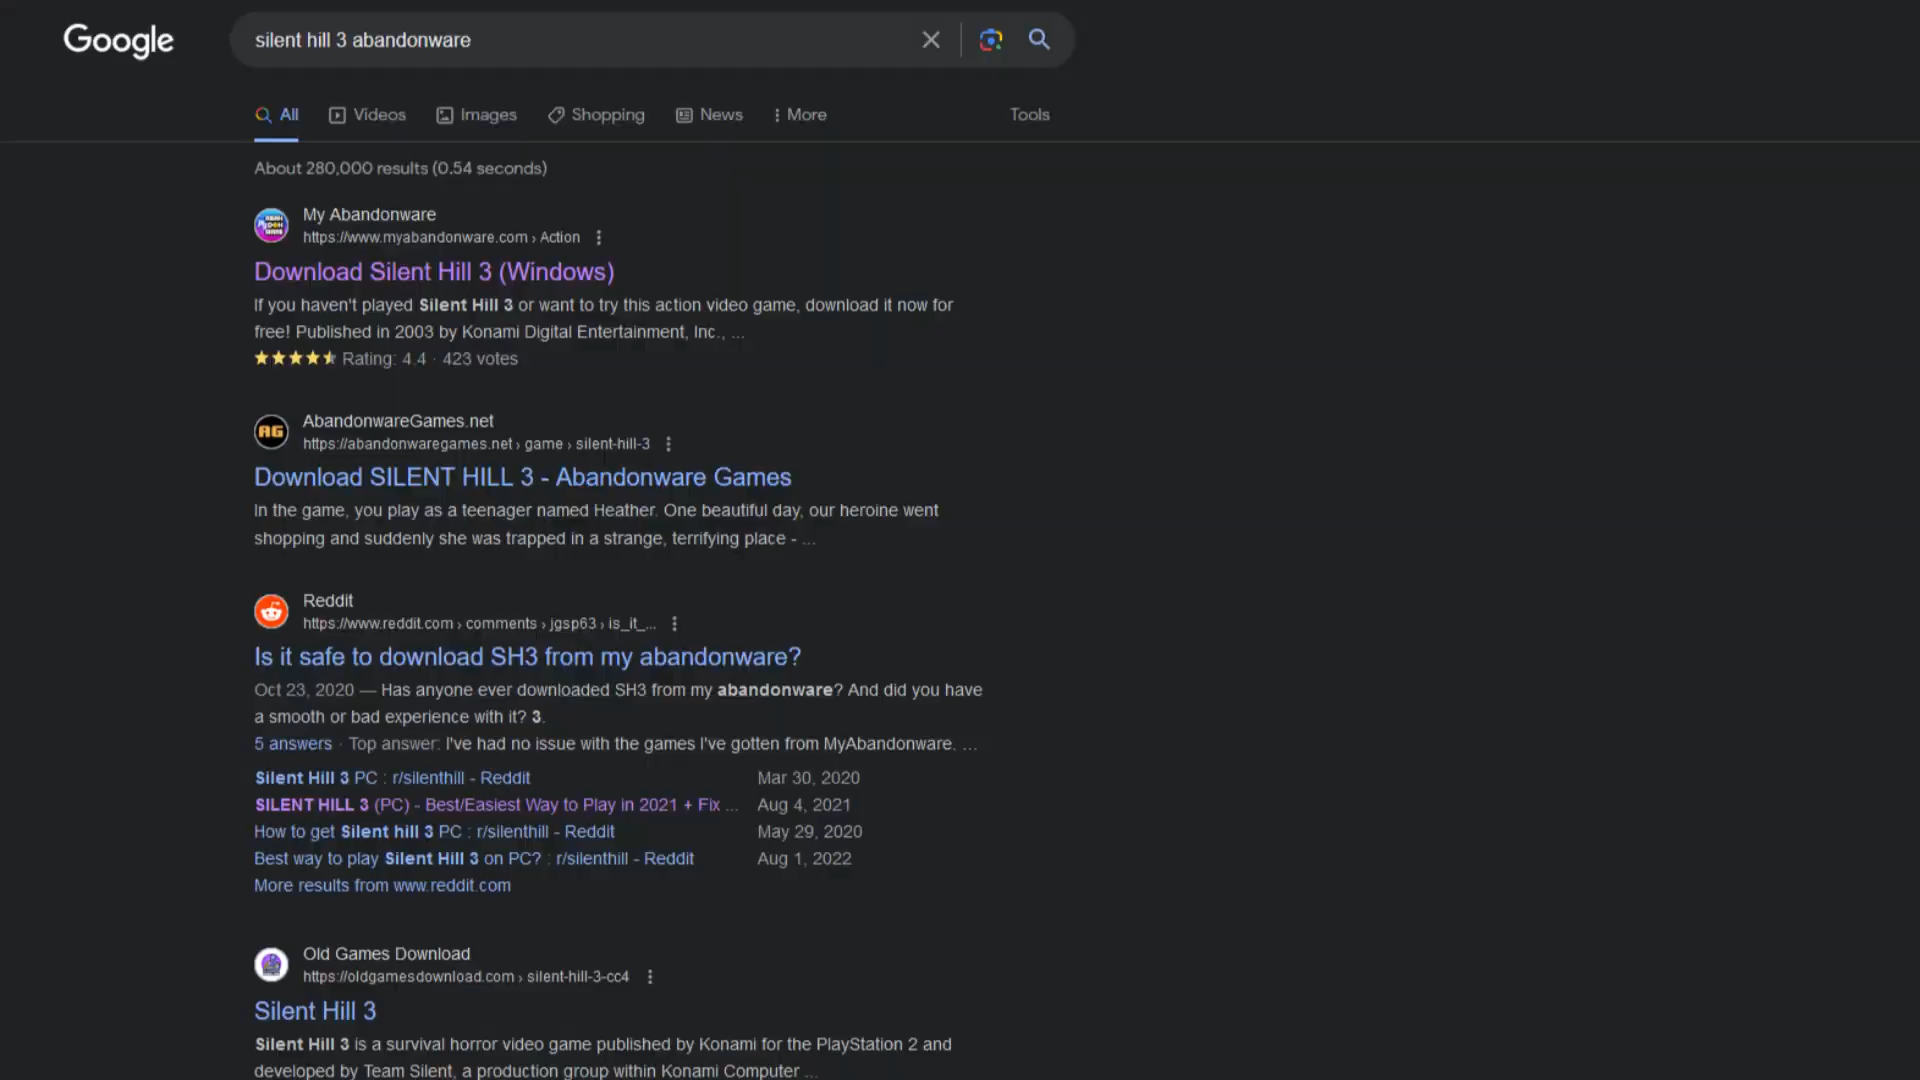 Google
silent hill 3 abandonware
All Videos Images Shopping News More Tools
About 280,000 results (0.54 seconds)
My Abandonware
https://www.myabandonware.com › Action
Download Silent Hill 3 (Windows)
If you haven't played Silent Hill 3 or want to try this action video game, download it now for
free! Published in 2003 by Konami Digital Entertainment, Inc., ...
Rating: 4.4 · 423 votes
AG
AbandonwareGames.net
https://abandonwaregames.net › game › silent-hill-3
Download SILENT HILL 3 - Abandonware Games
In the game, you play as a teenager named Heather. One beautiful day, our heroine went
shopping and suddenly she was trapped in a strange, terrifying place - ...
Reddit
https://www.reddit.com › comments › jgsp63 › is_it_...
Is it safe to download SH3 from my abandonware?
Oct 23, 2020 — Has anyone ever downloaded SH3 from my abandonware? And did you have
a smooth or bad experience with it? 3.
5 answers · Top answer: I've had no issue with the games I've gotten from MyAbandonware. ...
Silent Hill 3 PC : r/silenthill - Reddit Mar 30, 2020
SILENT HILL 3 (PC) - Best/Easiest Way to Play in 2021 + Fix ... Aug 4, 2021
How to get Silent hill 3 PC : r/silenthill - Reddit May 29, 2020
Best way to play Silent Hill 3 on PC? : r/silenthill - Reddit Aug 1, 2022
More results from www.reddit.com
Old Games Download
https://oldgamesdownload.com › silent-hill-3-cc4
Silent Hill 3
Silent Hill 3 is a survival horror video game published by Konami for the PlayStation 2 and
developed by Team Silent, a production group within Konami Computer ...